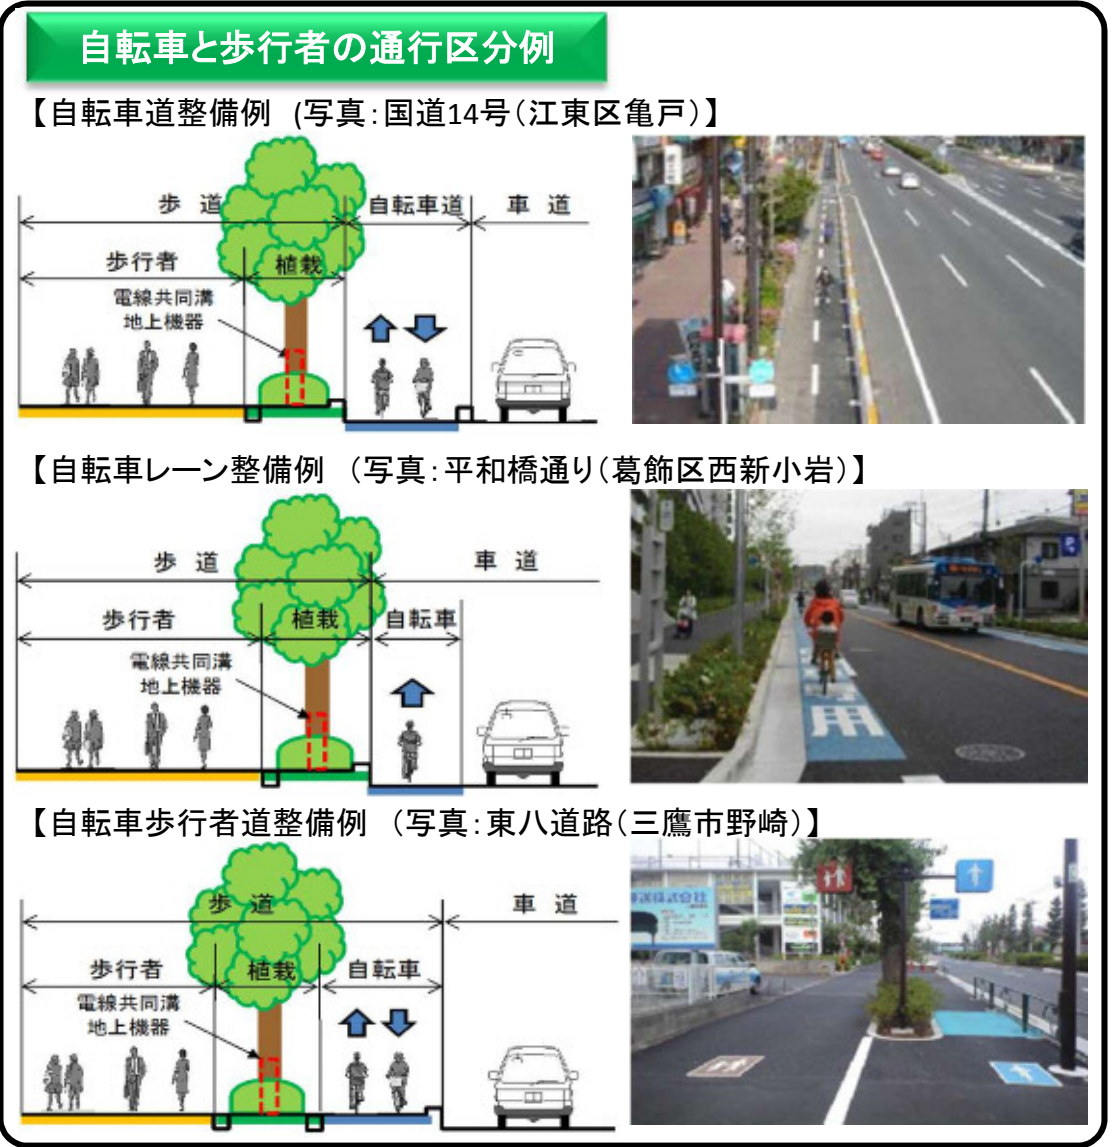 自転車と歩行者の通行区分例
【自転車道整備例 (写真:国道14号(江東区亀戸)】
歩 道
自転車道
車 道
歩行者
植栽
電線共同溝
地上機器
【自転車レーン整備例 (写真:平和橋通り(葛飾区西新小岩)】
歩 道
車 道
歩行者
植栽
自転車
電線共同溝
地上機器
用
P
【自転車歩行者道整備例 (写真:東八道路(三鷹市野崎)】
歩 道
車 道
歩行者
植栽
自転車
電線共同溝
地上機器
株式会社